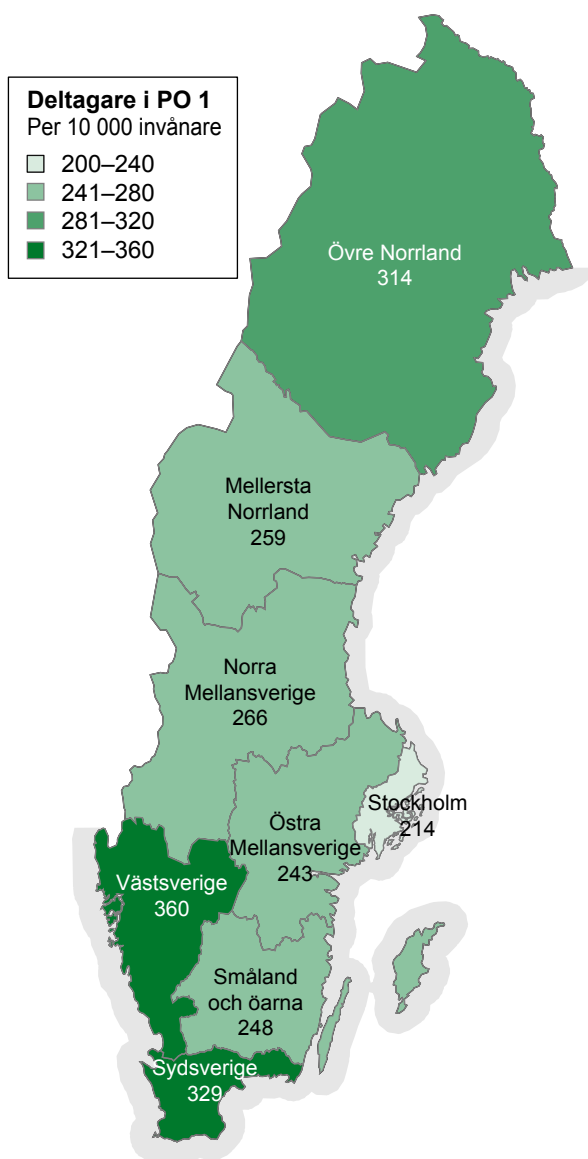 Deltagare i PO 1
Per 10 000 invånare
200–240
241–280
281–320
321–360
Övre Norrland
314
Mellersta
Norrland
259
Norra
Mellansverige
266
Stockholm
214
Östra
Mellansverige
243
Västsverige
360
Småland
och öarna
248
Sydsverige
329